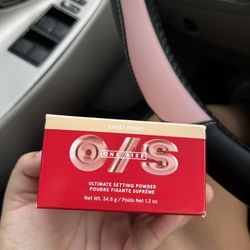 SWEET HONEY
O/S
ONE/SIZE
ULTIMATE SETTING POWDER
POUDRE FIXANTE SUPRÊME
Net Wt. 34.5 g / Poids Net 1.2 oz.